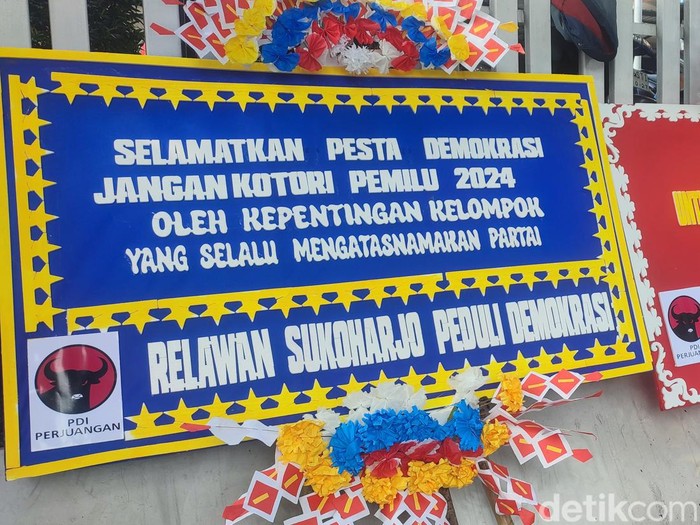 SELAMATKAN PESTA DEMOKRASI
JANGAN KOTORI PEMILU 2024
OLEH KEPENTINGAN KELOMPOK
YANG SELALU MENGATASNAMAKAN PARTAI
RELAWAN SUKOHARJO PEDULI DEMOKRASI
PDI
PERJUANGAN
PDI
detikcom